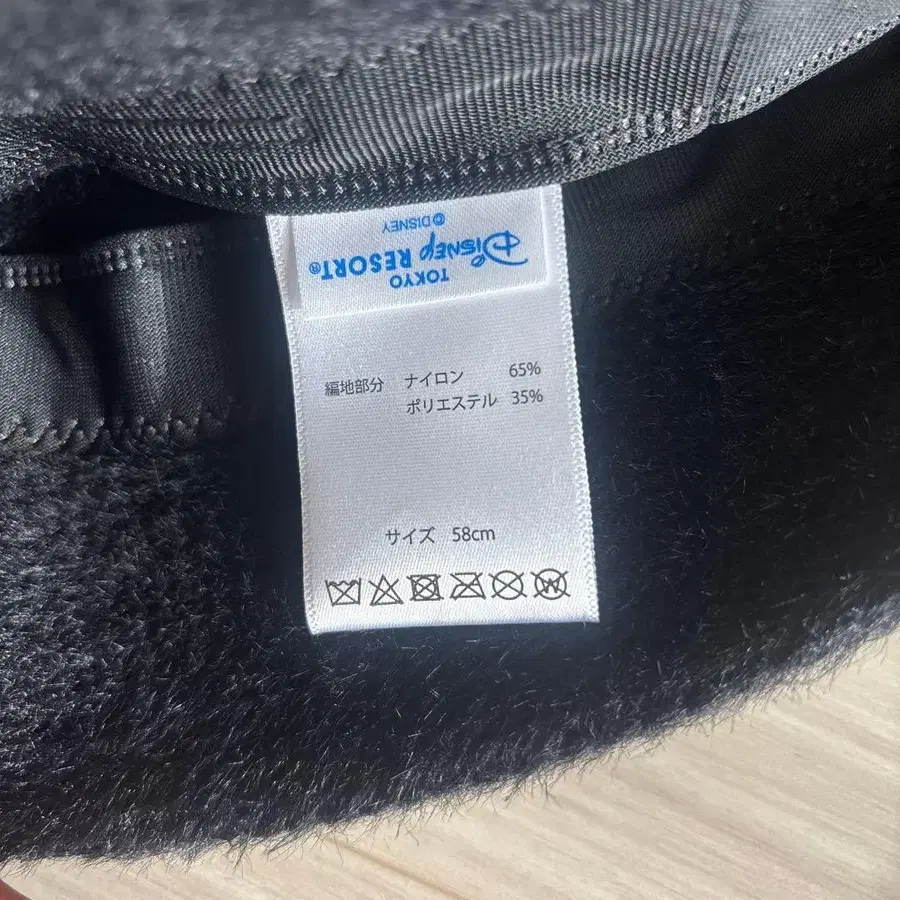 © DISNEY
TOKYO
DISNEY RESORT®
編地部分 ナイロン 65%
ポリエステル 35%
サイズ 58cm